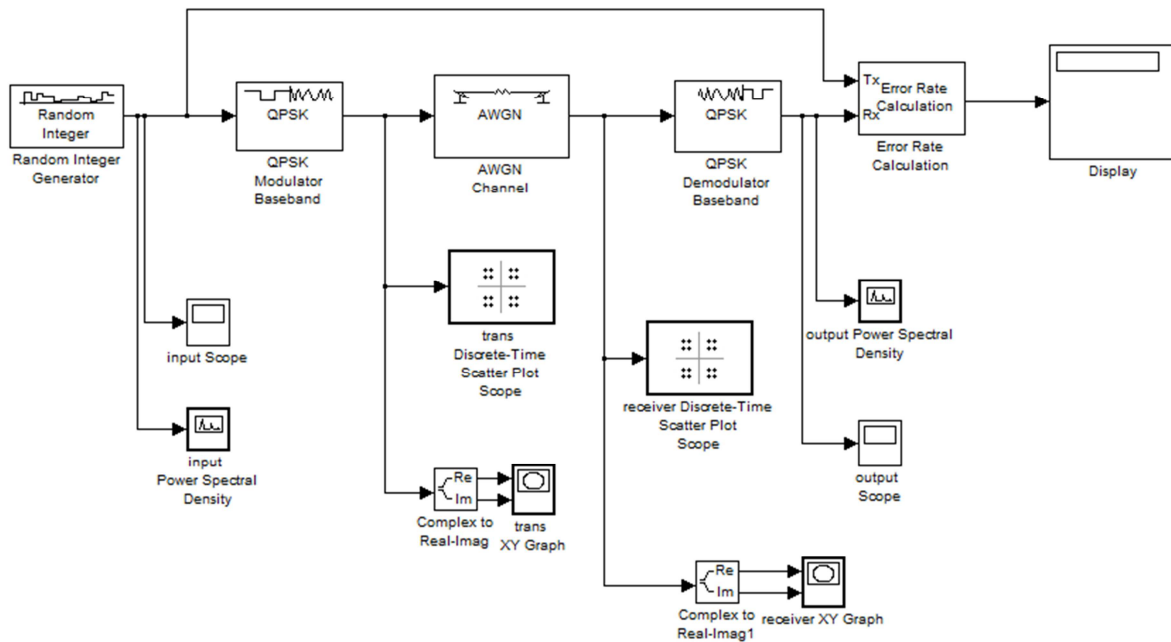 Random
Integer
Random Integer
Generator
QPSK
QPSK
Modulator
Baseband
AWGN
AWGN
Channel
QPSK
QPSK
Demodulator
Baseband
Tx
Rx
Error Rate
Calculation
Error Rate
Calculation
Display
input Scope
input
Power Spectral
Density
trans
Discrete-Time
Scatter Plot
Scope
receiver Discrete-Time
Scatter Plot
Scope
output Power Spectral
Density
output
Scope
Re
Im
Complex to
Real-Imag
trans
XY Graph
Re
Im
Complex to
Real-Imag1
receiver XY Graph